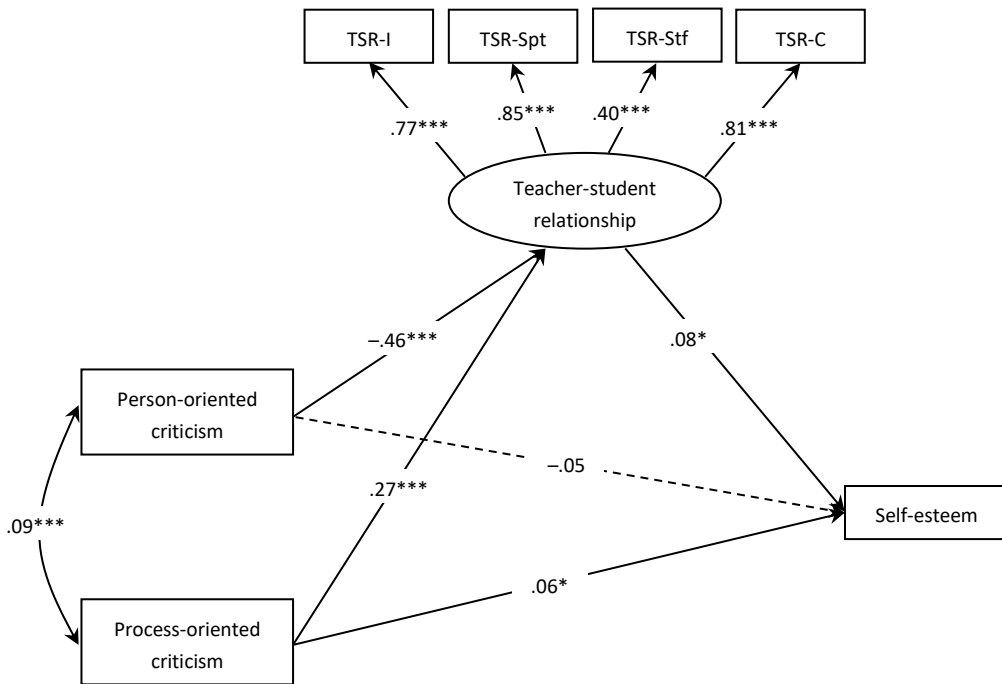 TSR-I
TSR-Spt
TSR-Stf
TSR-C
.77***
.85***
.40***
.81***
Teacher-student
relationship
–.46***
.08*
Person-oriented
criticism
–.05
.27***
Self-esteem
.09***
.06*
Process-oriented
criticism